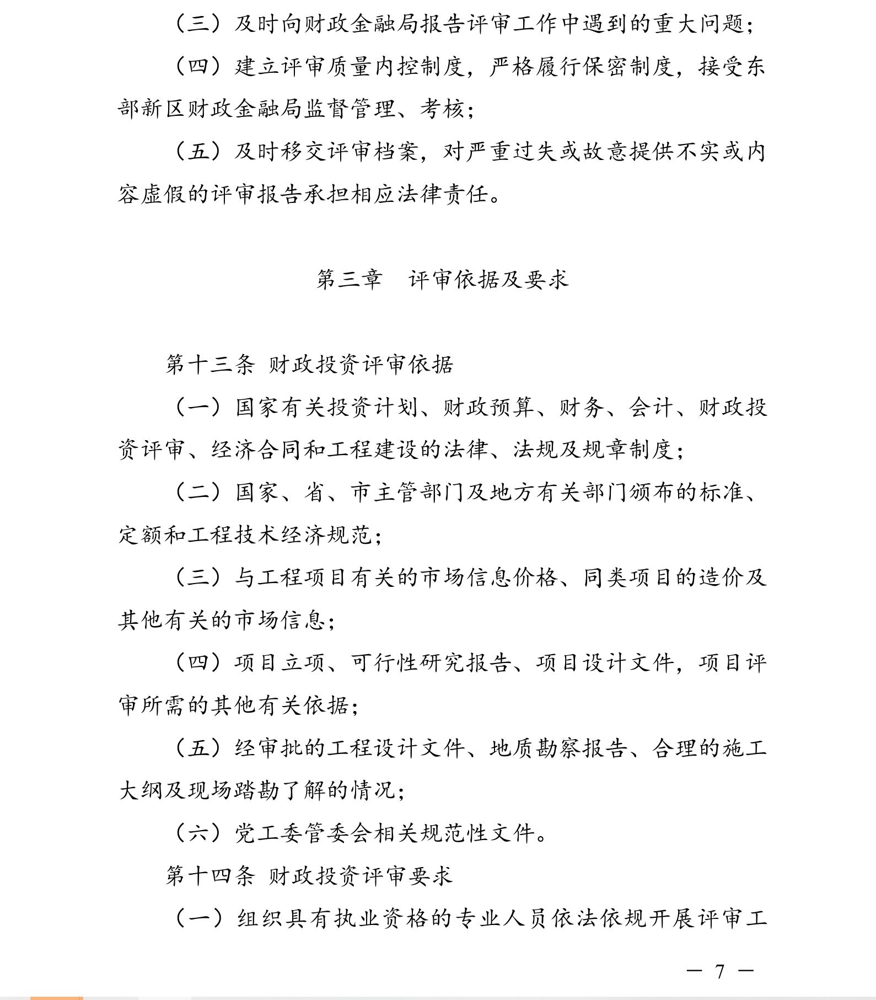 （三）及时向财政金融局报告评审工作中遇到的重大问题；
（四）建立评审质量内控制度，严格履行保密制度，接受东
部新区财政金融局监督管理、考核；
（五）及时移交评审档案，对严重过失或故意提供不实或内
容虚假的评审报告承担相应法律责任。
第三章　评审依据及要求
第十三条 财政投资评审依据
（一）国家有关投资计划、财政预算、财务、会计、财政投
资评审、经济合同和工程建设的法律、法规及规章制度；
（二）国家、省、市主管部门及地方有关部门颁布的标准、
定额和工程技术经济规范；
（三）与工程项目有关的市场信息价格、同类项目的造价及
其他有关的市场信息；
（四）项目立项、可行性研究报告、项目设计文件，项目评
审所需的其他有关依据；
（五）经审批的工程设计文件、地质勘察报告、合理的施工
大纲及现场踏勘了解的情况；
（六）党工委管委会相关规范性文件。
第十四条 财政投资评审要求
（一）组织具有执业资格的专业人员依法依规开展评审工
— 7 —